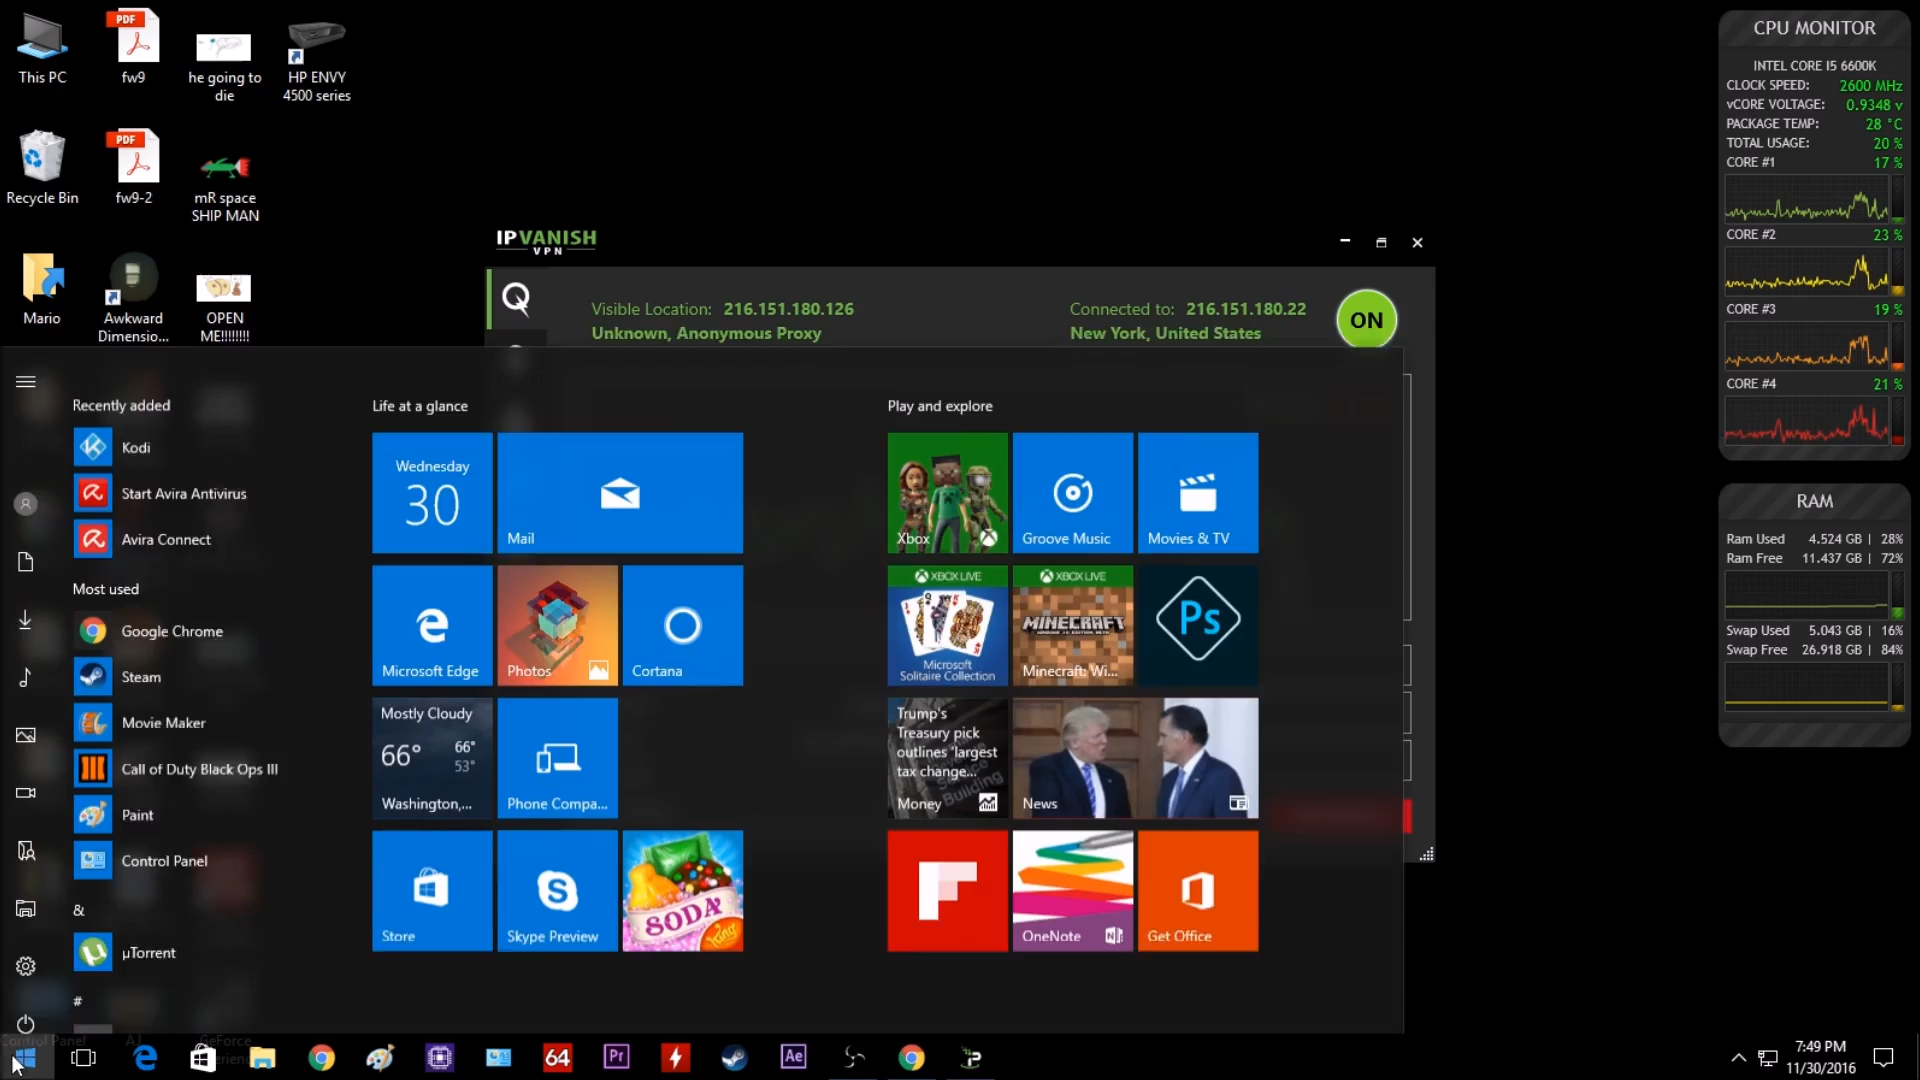 This PC
PDF
fw9
he going to
die
HP ENVY
4500 series
Recycle Bin
PDF
fw9-2
mR space
SHIP MAN
Mario
Awkward
Dimensio...
OPEN
ME!!!!!!!!
IPVANISH
VPN
Visible Location: 216.151.180.126
Unknown, Anonymous Proxy
Connected to: 216.151.180.22
New York, United States
ON
CPU MONITOR
INTEL CORE I5 6600K
CLOCK SPEED: 2600 MHz
vCORE VOLTAGE: 0.9348 v
PACKAGE TEMP: 28 °C
TOTAL USAGE: 20 %
CORE #1 17 %
CORE #2 23 %
CORE #3 19 %
CORE #4 21 %
RAM
Ram Used 4.524 GB | 28%
Ram Free 11.437 GB | 72%
Swap Used 5.043 GB | 16%
Swap Free 26.918 GB | 84%
Recently added
Kodi
Start Avira Antivirus
Avira Connect
Most used
Google Chrome
Steam
Movie Maker
Call of Duty Black Ops III
Paint
Control Panel
&
µTorrent
#
Life at a glance
Wednesday
30
Mail
Microsoft Edge
Photos
Cortana
Mostly Cloudy
66° 66°
53°
Washington,...
Phone Compa...
Store
Skype Preview
SODA
King
Play and explore
Xbox
Groove Music
Movies & TV
XBOX LIVE
Microsoft
Solitaire Collection
XBOX LIVE
MINECRAFT
Minecraft: Wi...
Ps
Trump's
Treasury pick
outlines 'largest
tax change...
Money
News
OneNote
Get Office
Control Panel
64
Pr
Ae
7:49 PM
11/30/2016